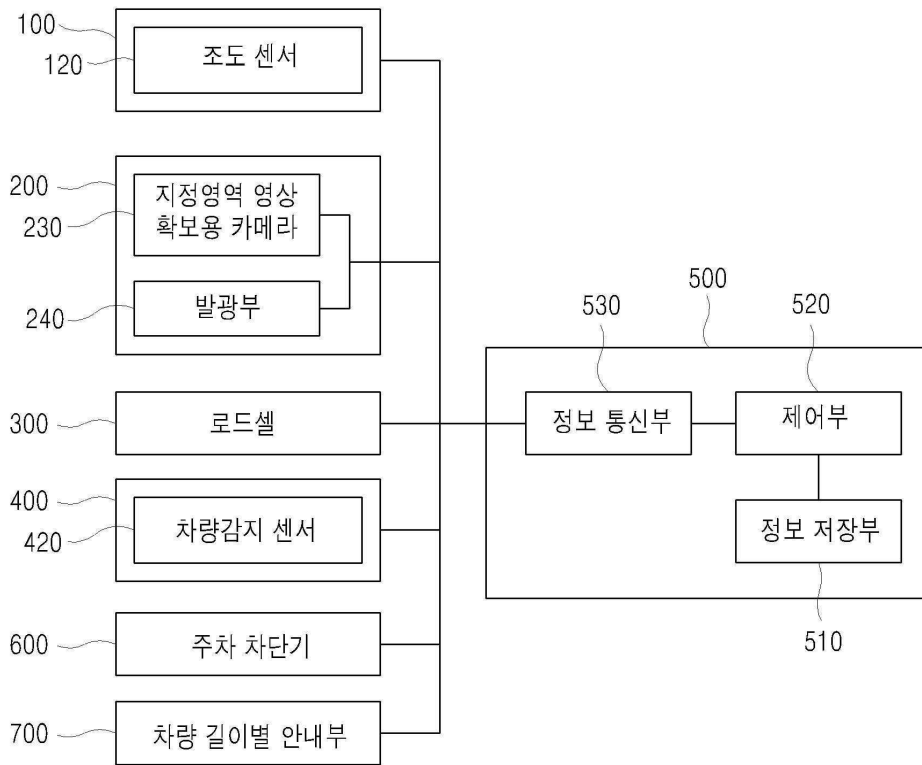 100
120
조도 센서
200
230
지정영역 영상
확보용 카메라
240
발광부
300
로드셀
400
420
차량감지 센서
600
주차 차단기
700
차량 길이별 안내부
500
530
520
정보 통신부
제어부
정보 저장부
510